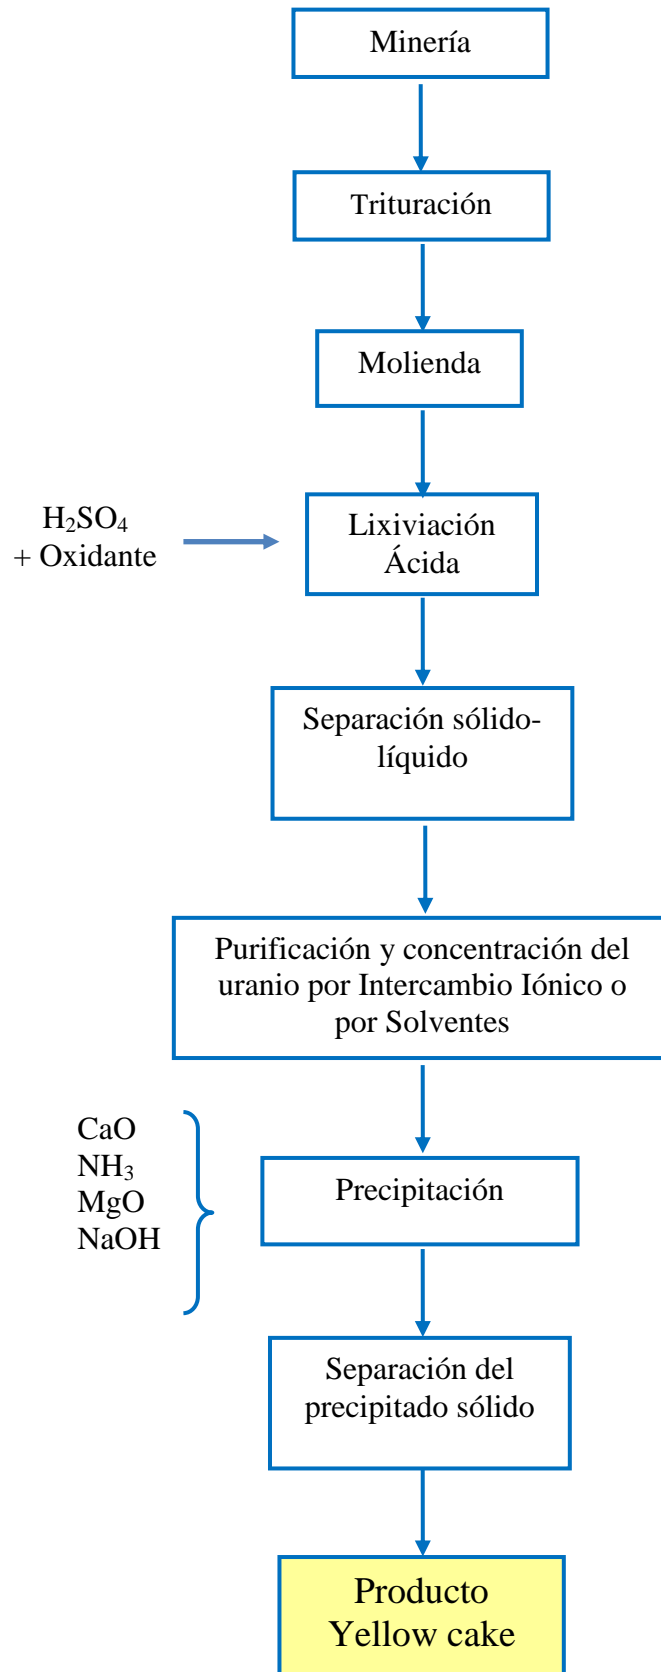 Minería
Trituración
Molienda
H₂SO₄
+ Oxidante
Lixiviación
Ácida
Separación sólido-
líquido
Purificación y concentración del
uranio por Intercambio Iónico o
por Solventes
CaO
NH₃
MgO
NaOH
Precipitación
Separación del
precipitado sólido
Producto
Yellow cake